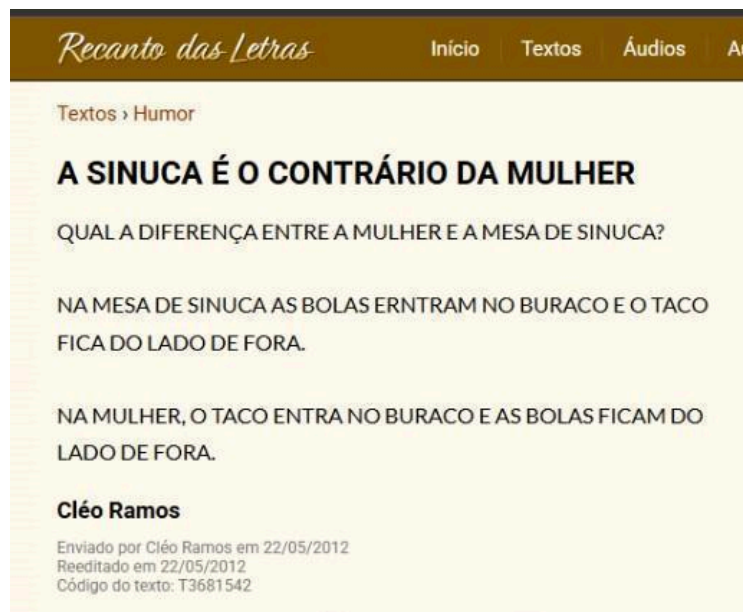 Recanto das Letras
Início Textos Áudios
Textos › Humor
A SINUCA É O CONTRÁRIO DA MULHER
QUAL A DIFERENÇA ENTRE A MULHER E A MESA DE SINUCA?
NA MESA DE SINUCA AS BOLAS ERNTRAM NO BURACO E O TACO
FICA DO LADO DE FORA.
NA MULHER, O TACO ENTRA NO BURACO E AS BOLAS FICAM DO
LADO DE FORA.
Cléo Ramos
Enviado por Cléo Ramos em 22/05/2012
Reeditado em 22/05/2012
Código do texto: T3681542